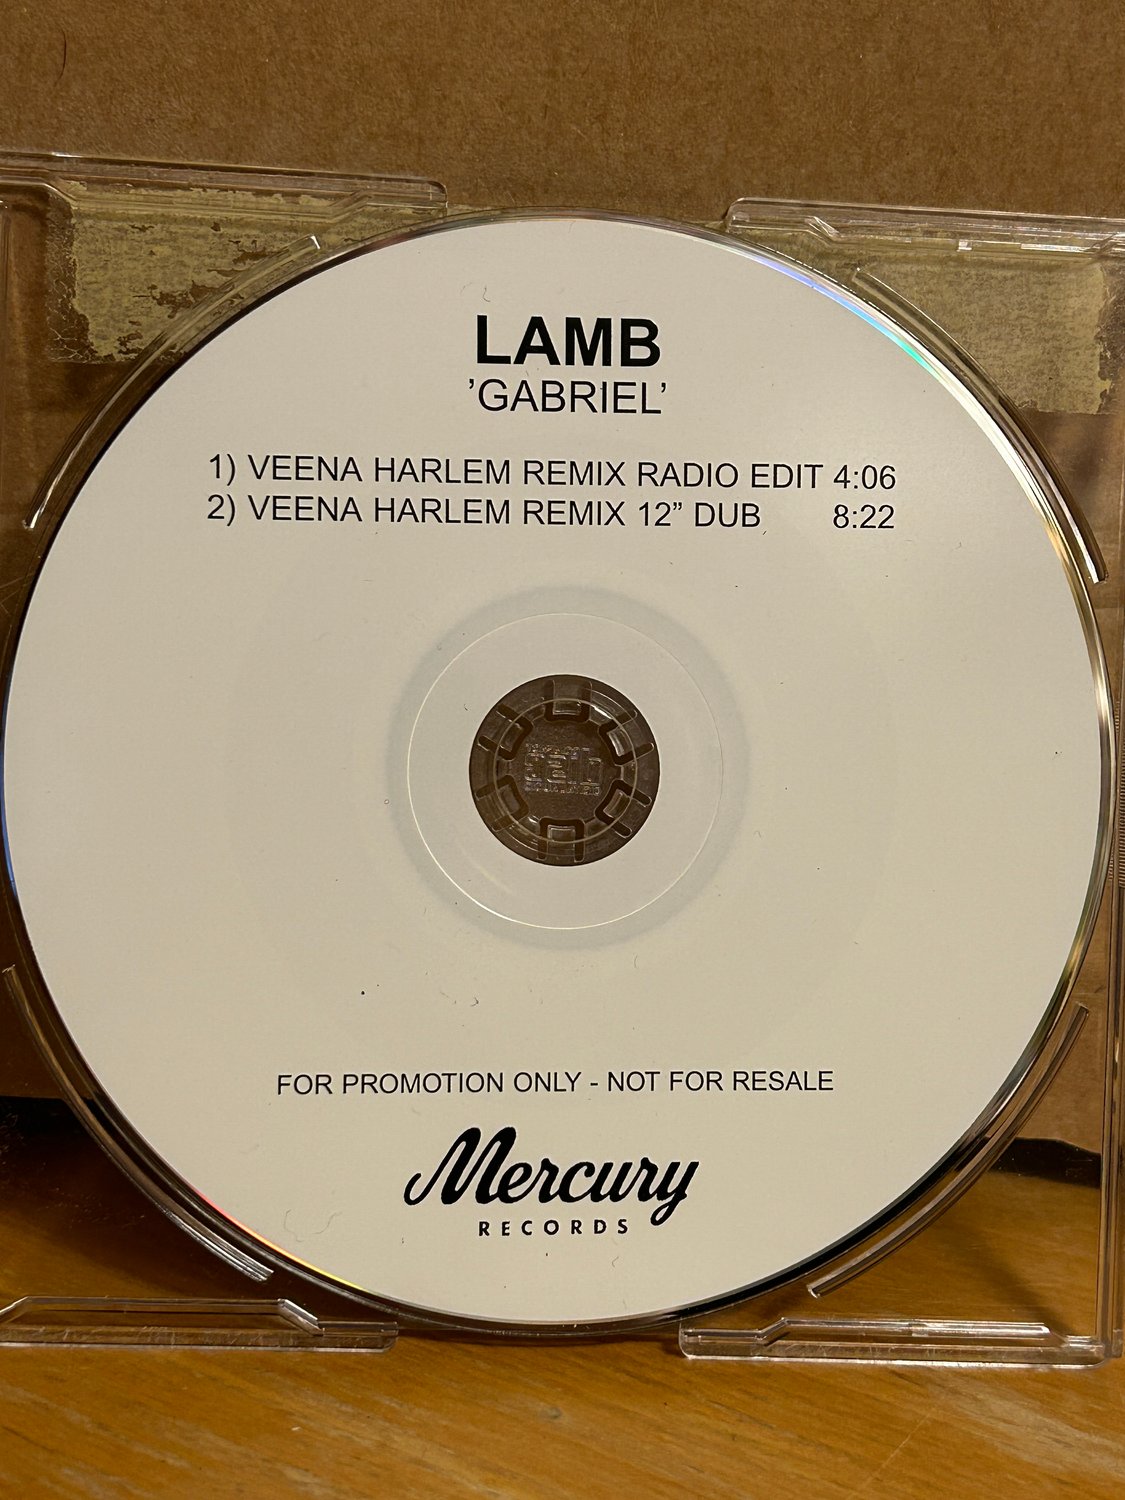 LAMB
’GABRIEL’
1) VEENA HARLEM REMIX RADIO EDIT 4:06
2) VEENA HARLEM REMIX 12” DUB 8:22
FOR PROMOTION ONLY - NOT FOR RESALE
Mercury
RECORDS